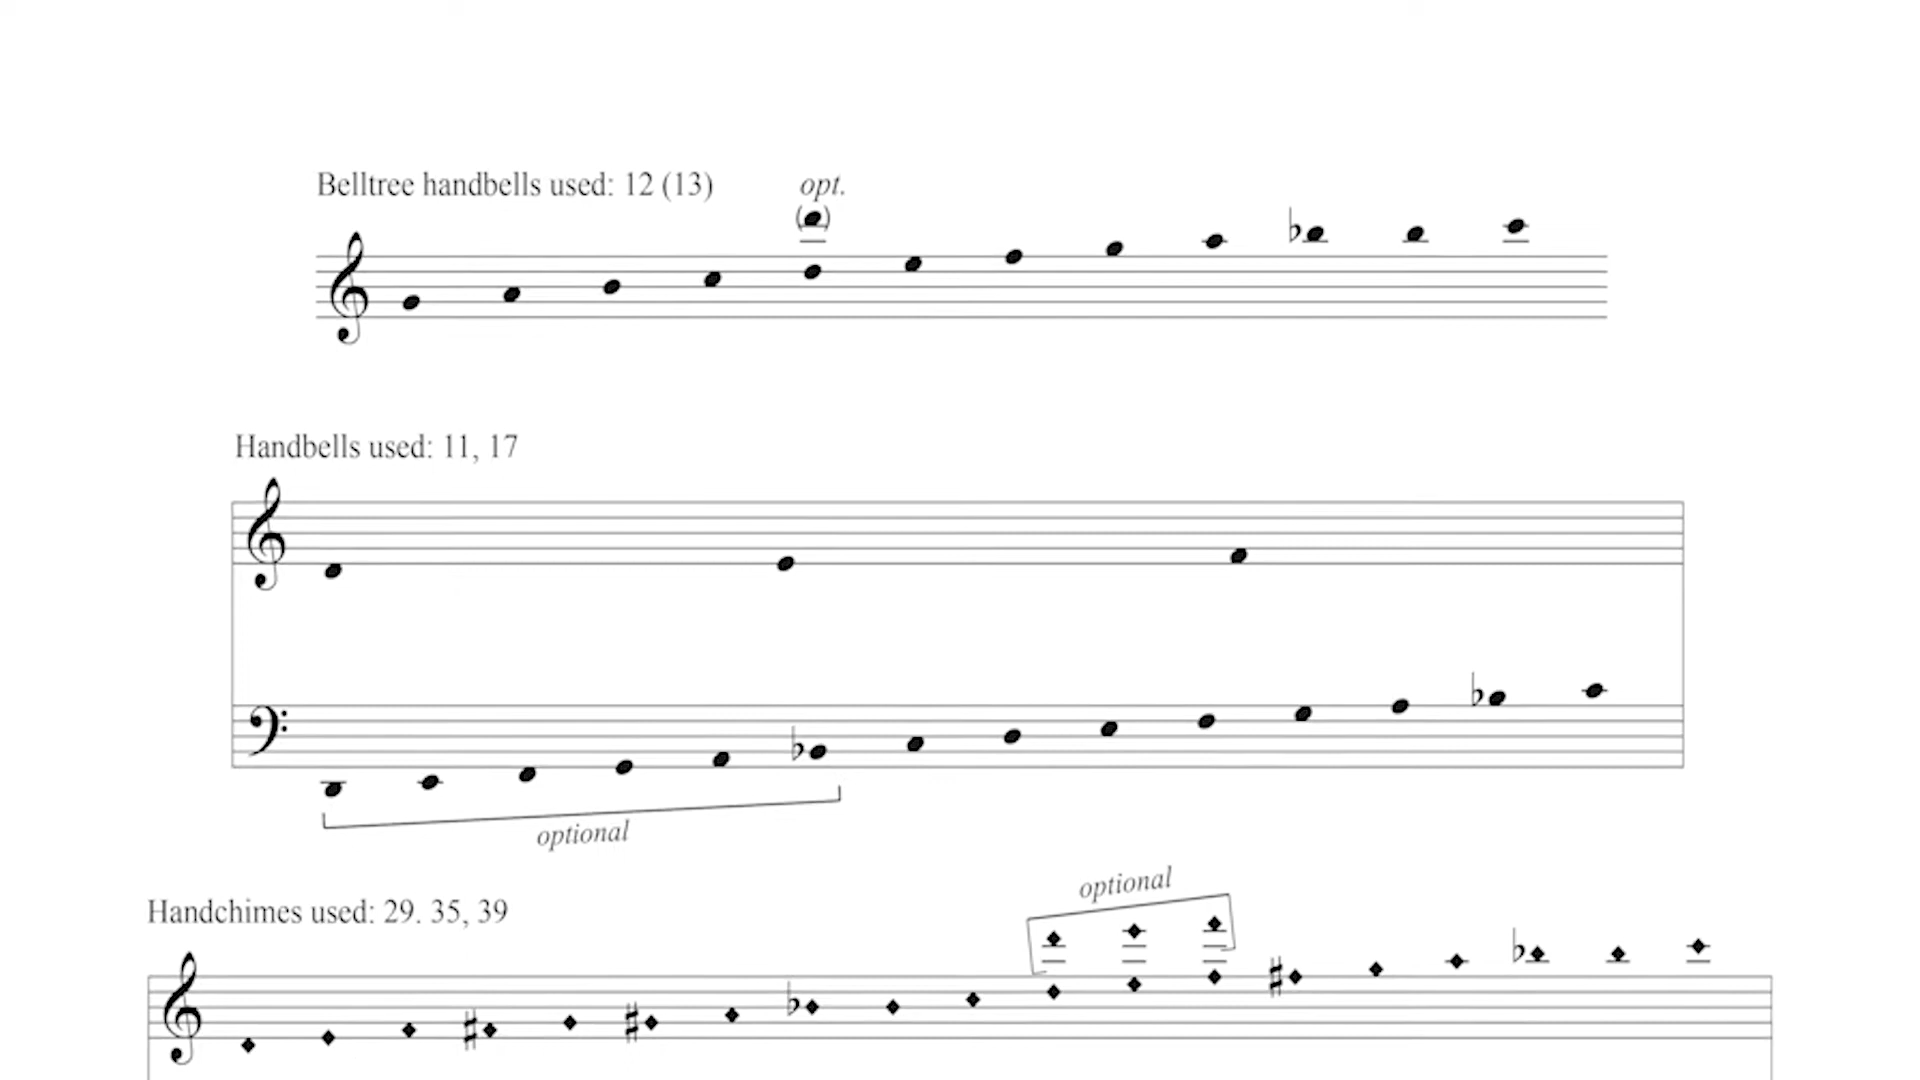 Belltree handbells used: 12 (13)
opt.
Handbells used: 11, 17
optional
optional
Handchimes used: 29. 35, 39